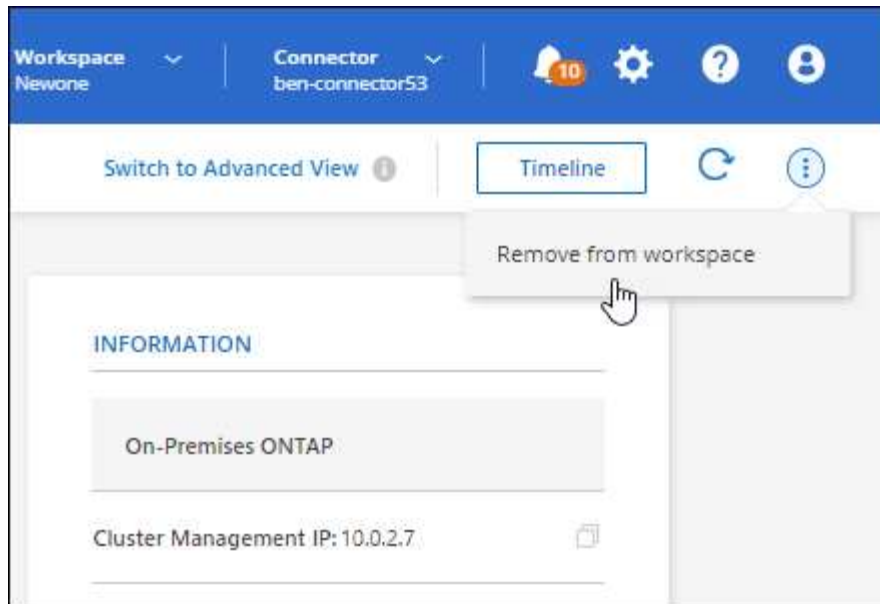 Workspace
Newone
Connector
ben-connector53
10
Switch to Advanced View
Timeline
Remove from workspace
INFORMATION
On-Premises ONTAP
Cluster Management IP: 10.0.2.7